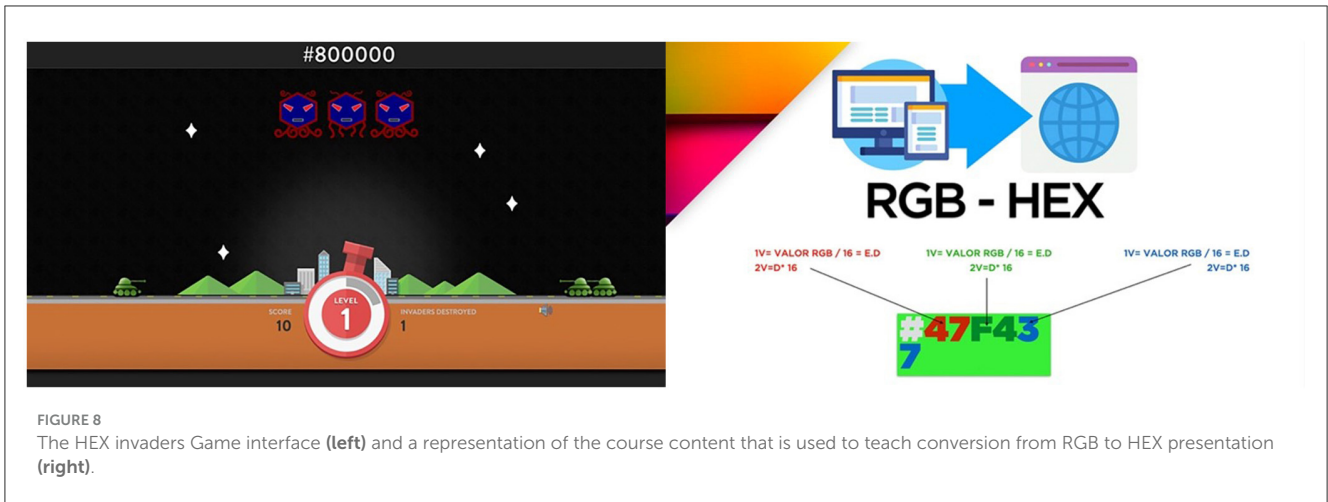 #800000
LEVEL
1
SCORE
10
INVADERS DESTROYED
1
RGB - HEX
1V= VALOR RGB / 16 = E.D
2V=D* 16
1V= VALOR RGB / 16 = E.D
2V=D* 16
1V= VALOR RGB / 16 = E.D
2V=D* 16
#47F43
7
FIGURE 8
The HEX invaders Game interface (left) and a representation of the course content that is used to teach conversion from RGB to HEX presentation
(right).